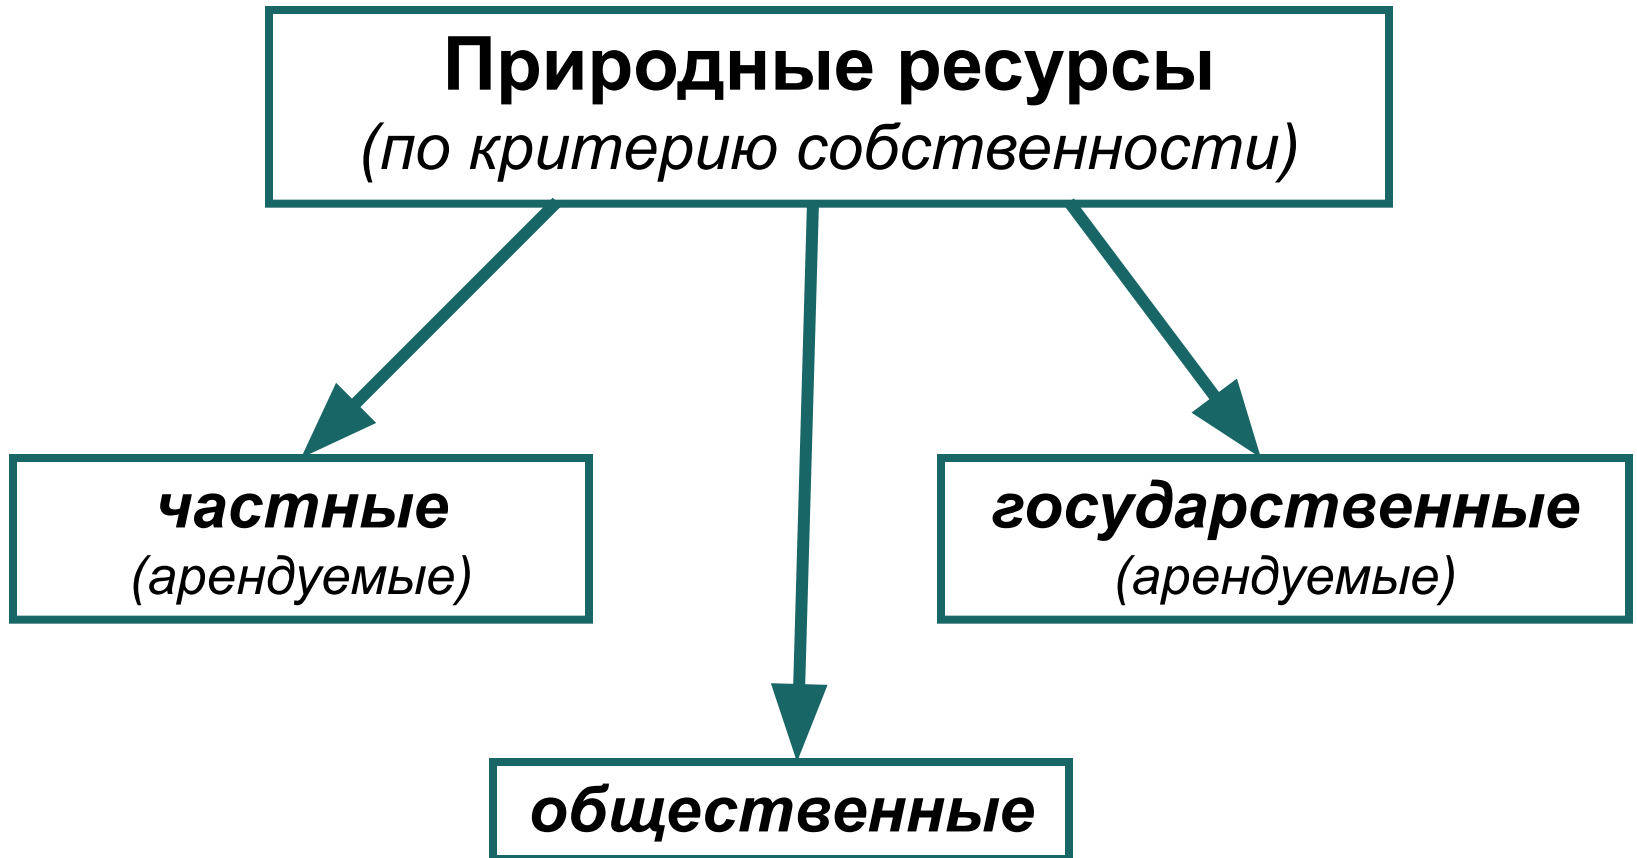 Природные ресурсы
(по критерию собственности)
частные
(арендуемые)
государственные
(арендуемые)
общественные